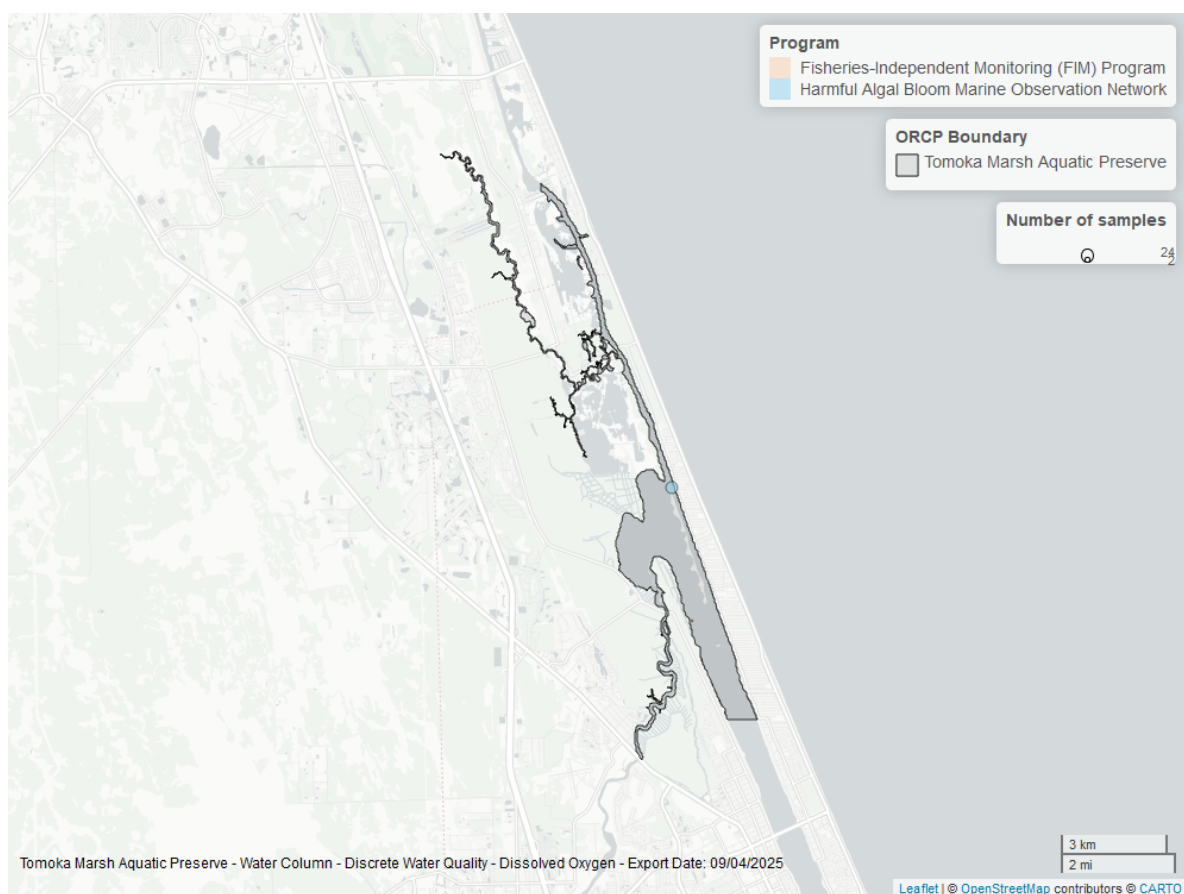 Program
Fisheries-Independent Monitoring (FIM) Program
Harmful Algal Bloom Marine Observation Network
ORCP Boundary
Tomoka Marsh Aquatic Preserve
Number of samples
24
2
3 km
2 mi
Tomoka Marsh Aquatic Preserve - Water Column - Discrete Water Quality - Dissolved Oxygen - Export Date: 09/04/2025
Leaflet | © OpenStreetMap contributors © CARTO